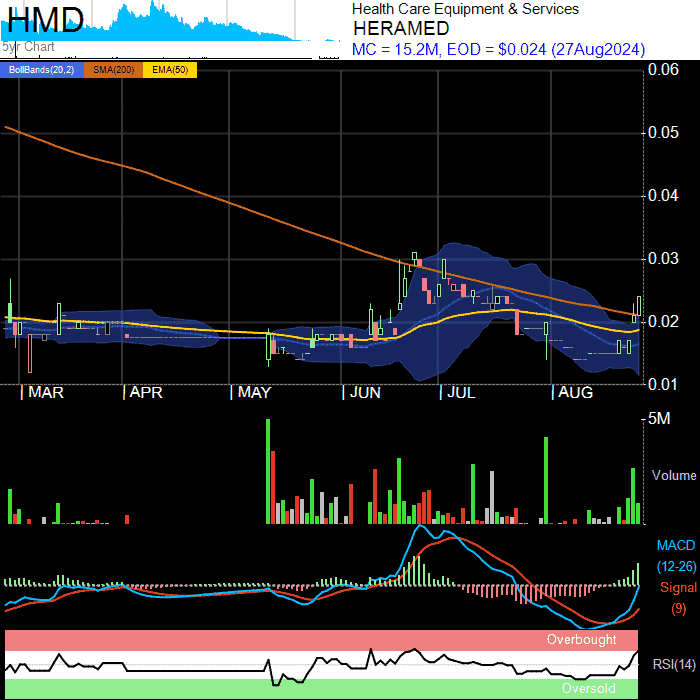 HMD
5yr Chart
Health Care Equipment & Services
HERAMED
MC = 15.2M, EOD = $0.024 (27Aug2024)
BollBands(20,2) SMA(200) EMA(50)
0.06
0.05
0.04
0.03
0.02
0.01
| MAR | APR | MAY | JUN | JUL | AUG
5M
Volume
MACD
(12-26)
Signal
(9)
Overbought
RSI(14)
Oversold